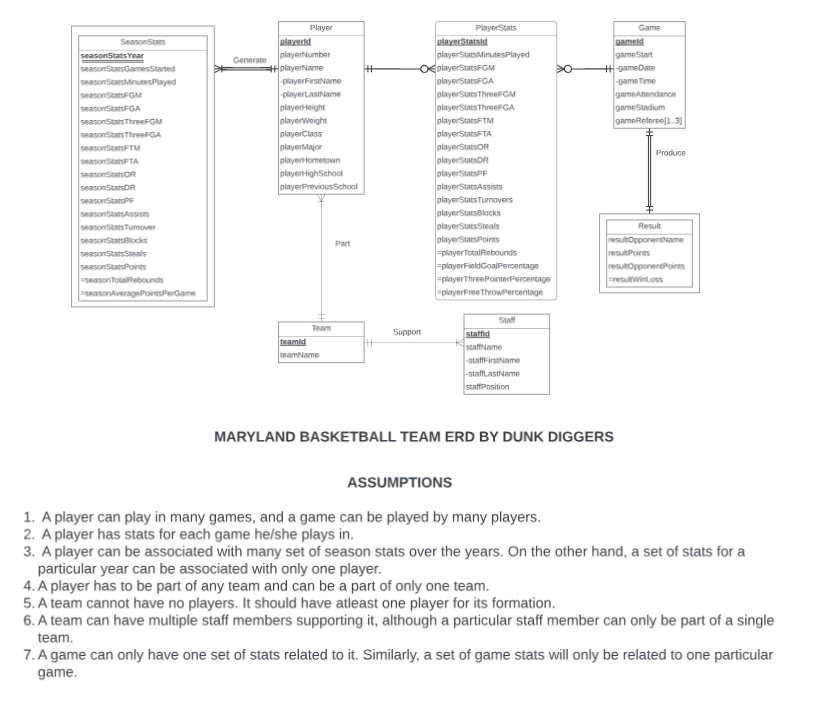 SeasonStats
seasonStatsYear
seasonStatsGamesStarted
seasonStatsMinutesPlayed
seasonStatsFGM
seasonStatsFGA
seasonStatsThreeFGM
seasonStatsThreeFGA
seasonStatsFTM
seasonStatsFTA
seasonStatsOR
seasonStatsDR
seasonStatsPF
seasonStatsAssists
seasonStatsTurnover
seasonStatsBlocks
seasonStatsSteals
seasonStatsPoints
=seasonTotalRebounds
=seasonAveragePointsPerGame
Generate
Player
playerId
playerNumber
playerName
-playerFirstName
-playerLastName
playerHeight
playerWeight
playerClass
playerMajor
playerHometown
playerHighSchool
playerPreviousSchool
PlayerStats
playerStatsId
playerStatsMinutesPlayed
playerStatsFGM
playerStatsFGA
playerStatsThreeFGM
playerStatsThreeFGA
playerStatsFTM
playerStatsFTA
playerStatsOR
playerStatsDR
playerStatsPF
playerStatsAssists
playerStatsTurnovers
playerStatsBlocks
playerStatsSteals
playerStatsPoints
=playerTotalRebounds
=playerFieldGoalPercentage
=playerThreePointerPercentage
=playerFreeThrowPercentage
Game
gameId
gameStart
-gameDate
-gameTime
gameAttendance
gameStadium
gameReferee[1..3]
Produce
Result
resultOpponentName
resultPoints
resultOpponentPoints
=resultWinLoss
Part
Team
teamId
teamName
Support
Staff
staffId
staffName
-staffFirstName
-staffLastName
staffPosition
MARYLAND BASKETBALL TEAM ERD BY DUNK DIGGERS
ASSUMPTIONS
1. A player can play in many games, and a game can be played by many players.
2. A player has stats for each game he/she plays in.
3. A player can be associated with many set of season stats over the years. On the other hand, a set of stats for a
particular year can be associated with only one player.
4. A player has to be part of any team and can be a part of only one team.
5. A team cannot have no players. It should have atleast one player for its formation.
6. A team can have multiple staff members supporting it, although a particular staff member can only be part of a single
team.
7. A game can only have one set of stats related to it. Similarly, a set of game stats will only be related to one particular
game.